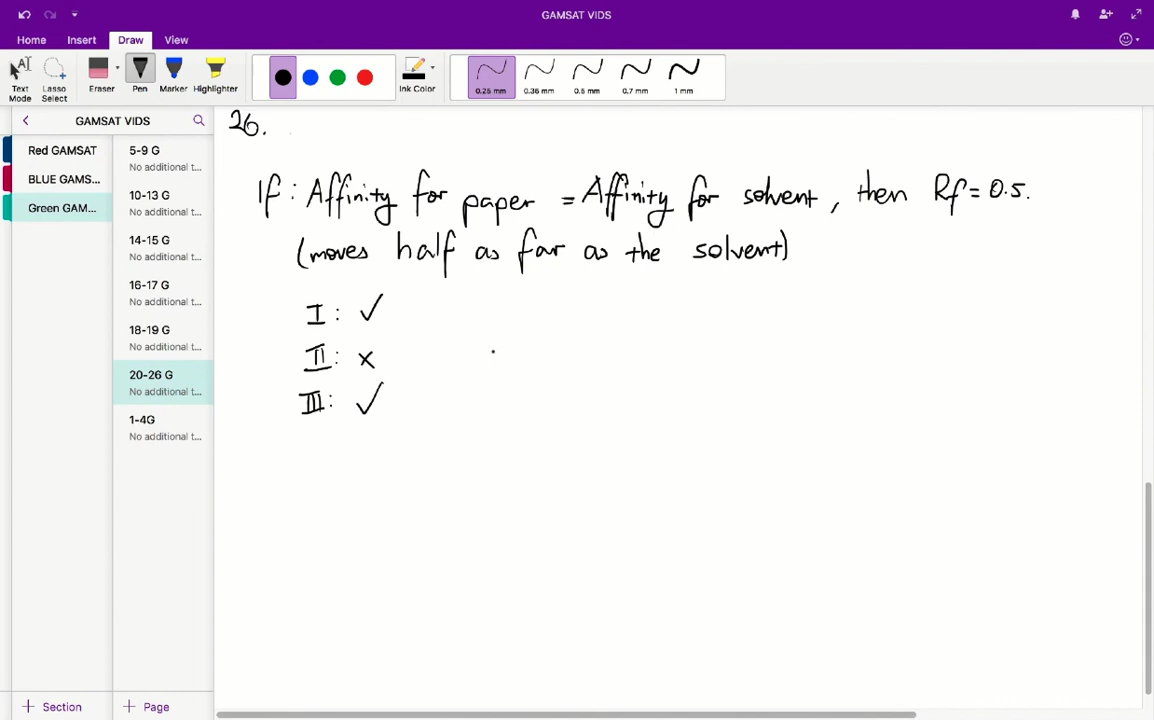 GAMSAT VIDS
Home Insert Draw View
Text Mode Lasso Select Eraser Pen Marker Highlighter Ink Color 0.25 mm 0.35 mm 0.5 mm 0.7 mm 1 mm
GAMSAT VIDS
Red GAMSAT
BLUE GAMS...
Green GAM...
5-9 G
No additional t...
10-13 G
No additional t...
14-15 G
No additional t...
16-17 G
No additional t...
18-19 G
No additional t...
20-26 G
No additional t...
1-4G
No additional t...
+ Section + Page
26.
If: Affinity for paper = Affinity for solvent, then Rf = 0.5.
(moves half as far as the solvent)
I: ✓
II: x
III: ✓